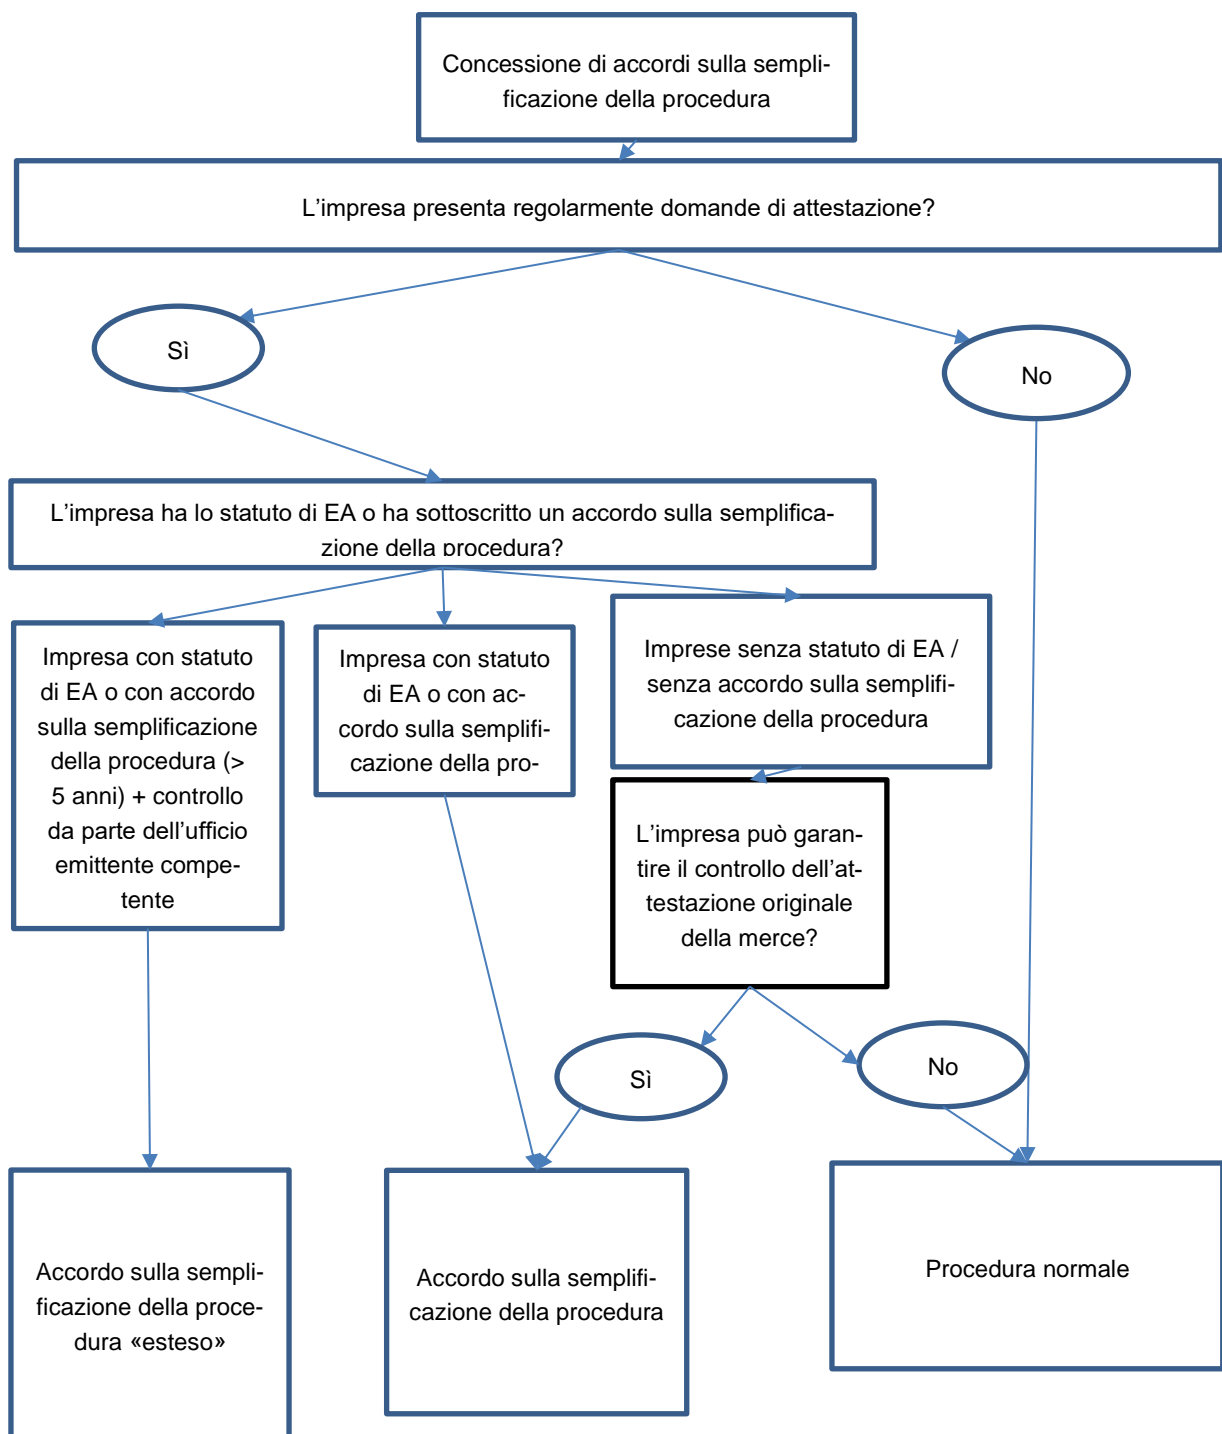 Concessione di accordi sulla sempli-
ficazione della procedura
L'impresa presenta regolarmente domande di attestazione?
Sì
No
L'impresa ha lo statuto di EA o ha sottoscritto un accordo sulla semplifica-
zione della procedura?
Impresa con statuto
di EA o con accordo
sulla semplificazione
della procedura (>
5 anni) + controllo
da parte dell'ufficio
emittente compe-
tente
Impresa con statuto
di EA o con ac-
cordo sulla semplifi-
cazione della pro-
Imprese senza statuto di EA /
senza accordo sulla semplifi-
cazione della procedura
L'impresa può garan-
tire il controllo dell'at-
testazione originale
della merce?
Sì
No
Accordo sulla sempli-
ficazione della proce-
dura «esteso»
Accordo sulla semplifi-
cazione della procedura
Procedura normale